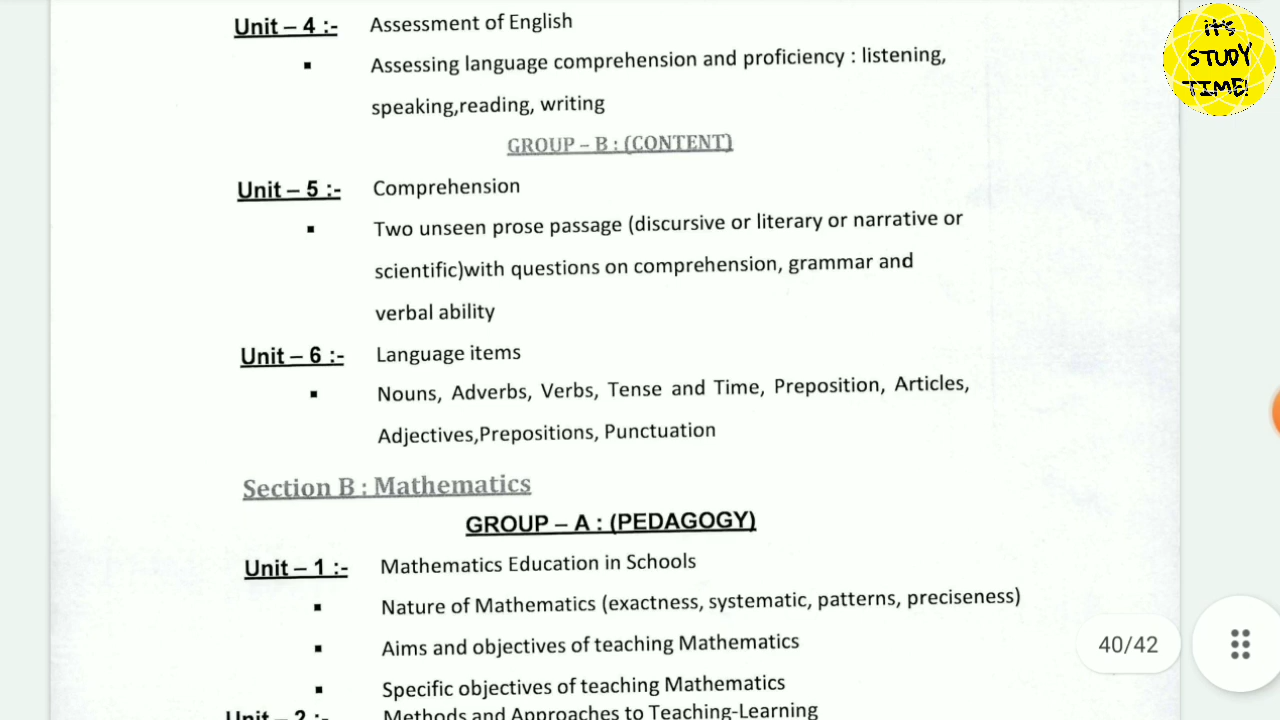 Unit – 4 :- Assessment of English
▪ Assessing language comprehension and proficiency : listening,
speaking,reading, writing
GROUP – B : (CONTENT)
Unit – 5 :- Comprehension
▪ Two unseen prose passage (discursive or literary or narrative or
scientific)with questions on comprehension, grammar and
verbal ability
Unit – 6 :- Language items
▪ Nouns, Adverbs, Verbs, Tense and Time, Preposition, Articles,
Adjectives,Prepositions, Punctuation
Section B : Mathematics
GROUP – A : (PEDAGOGY)
Unit – 1 :- Mathematics Education in Schools
▪ Nature of Mathematics (exactness, systematic, patterns, preciseness)
▪ Aims and objectives of teaching Mathematics
▪ Specific objectives of teaching Mathematics
Unit – 2 :- Methods and Approaches to Teaching-Learning
it's
STUDY
TIME!
40/42